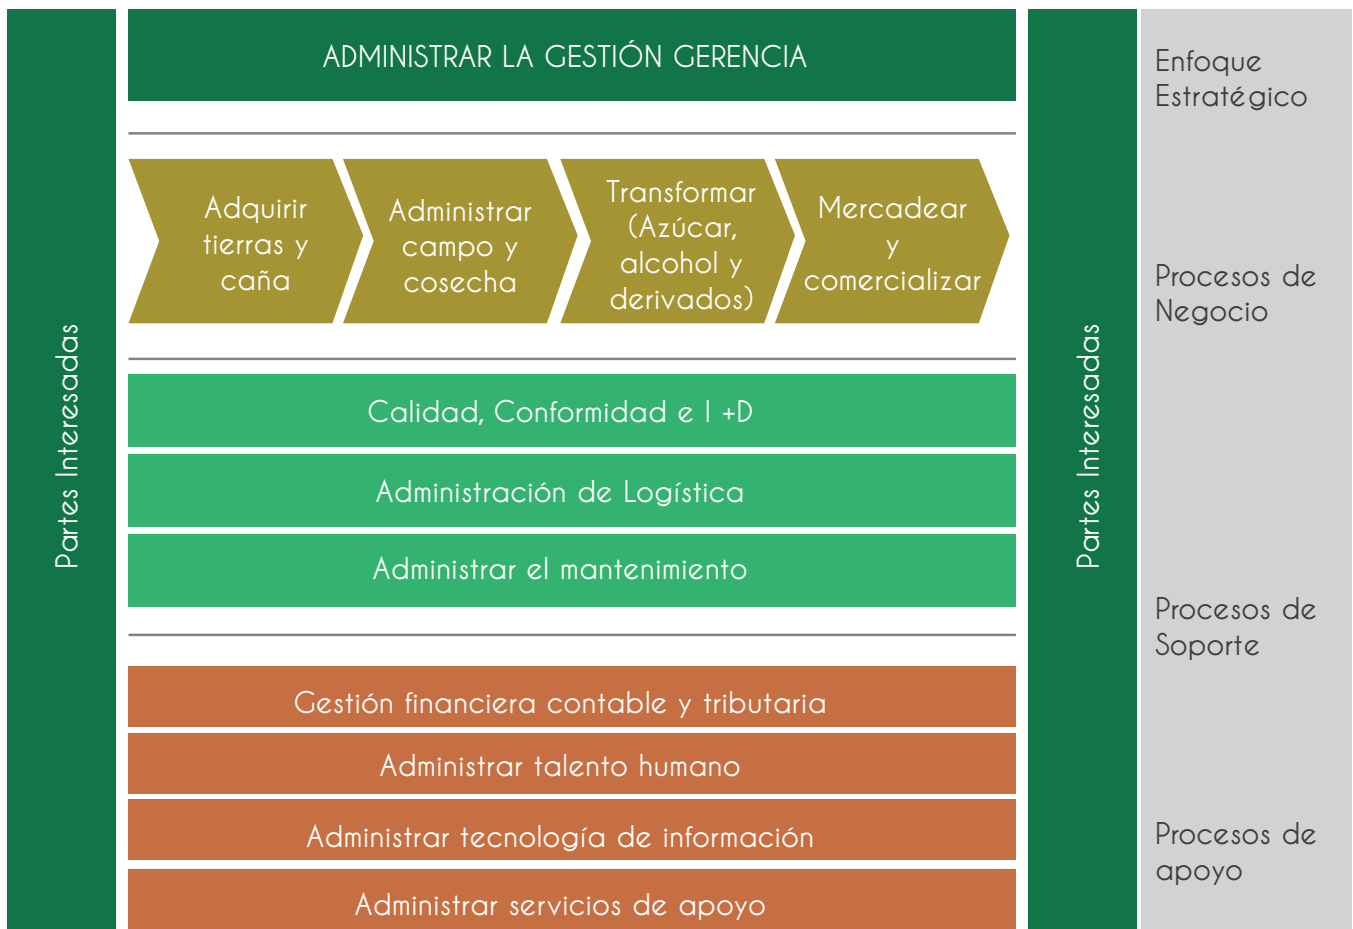 Partes Interesadas
ADMINISTRAR LA GESTIÓN GERENCIA
Adquirir
tierras y
caña
Administrar
campo y
cosecha
Transformar
(Azúcar,
alcohol y
derivados)
Mercadear
y
comercializar
Calidad, Conformidad e I +D
Administración de Logística
Administrar el mantenimiento
Gestión financiera contable y tributaria
Administrar talento humano
Administrar tecnología de información
Administrar servicios de apoyo
Partes Interesadas
Enfoque
Estratégico
Procesos de
Negocio
Procesos de
Soporte
Procesos de
apoyo